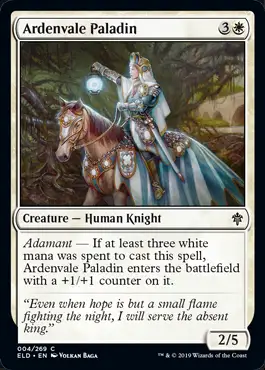 Ardenvale Paladin 3
Creature — Human Knight
Adamant — If at least three white
mana was spent to cast this spell,
Ardenvale Paladin enters the battlefield
with a +1/+1 counter on it.
“Even when hope is but a small flame
fighting the night, I will serve the absent
king.”
2/5
004/269 C
ELD • EN Volkan Baga
™ & © 2019 Wizards of the Coast